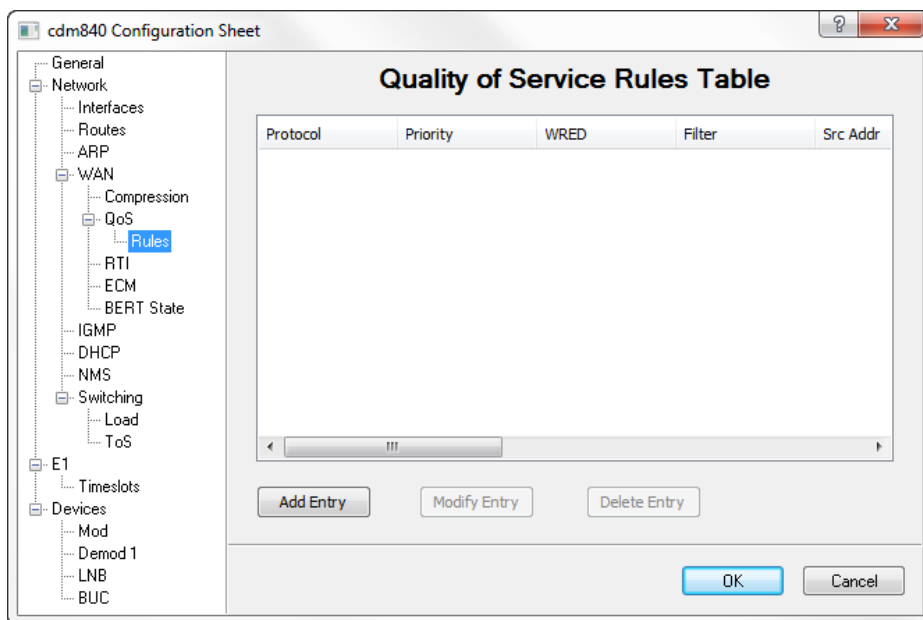 cdm840 Configuration Sheet
General
Network
Interfaces
Routes
ARP
WAN
Compression
QoS
Rules
RTI
ECM
BERT State
IGMP
DHCP
NMS
Switching
Load
ToS
E1
Timeslots
Devices
Mod
Demod 1
LNB
BUC
Quality of Service Rules Table
Protocol Priority WRED Filter Src Addr
Add Entry Modify Entry Delete Entry
OK Cancel